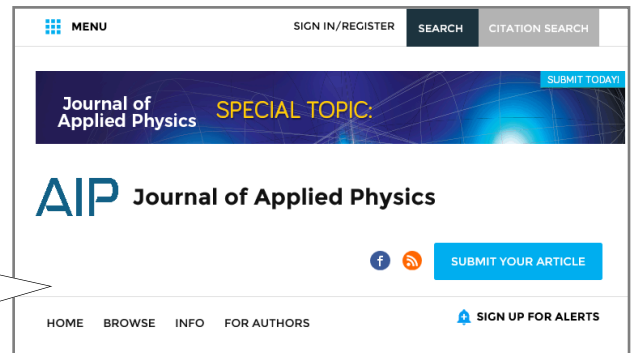 MENU SIGN IN/REGISTER SEARCH CITATION SEARCH
SUBMIT TODAY!
Journal of
Applied Physics SPECIAL TOPIC:
AIP Journal of Applied Physics
f SUBMIT YOUR ARTICLE
HOME BROWSE INFO FOR AUTHORS SIGN UP FOR ALERTS